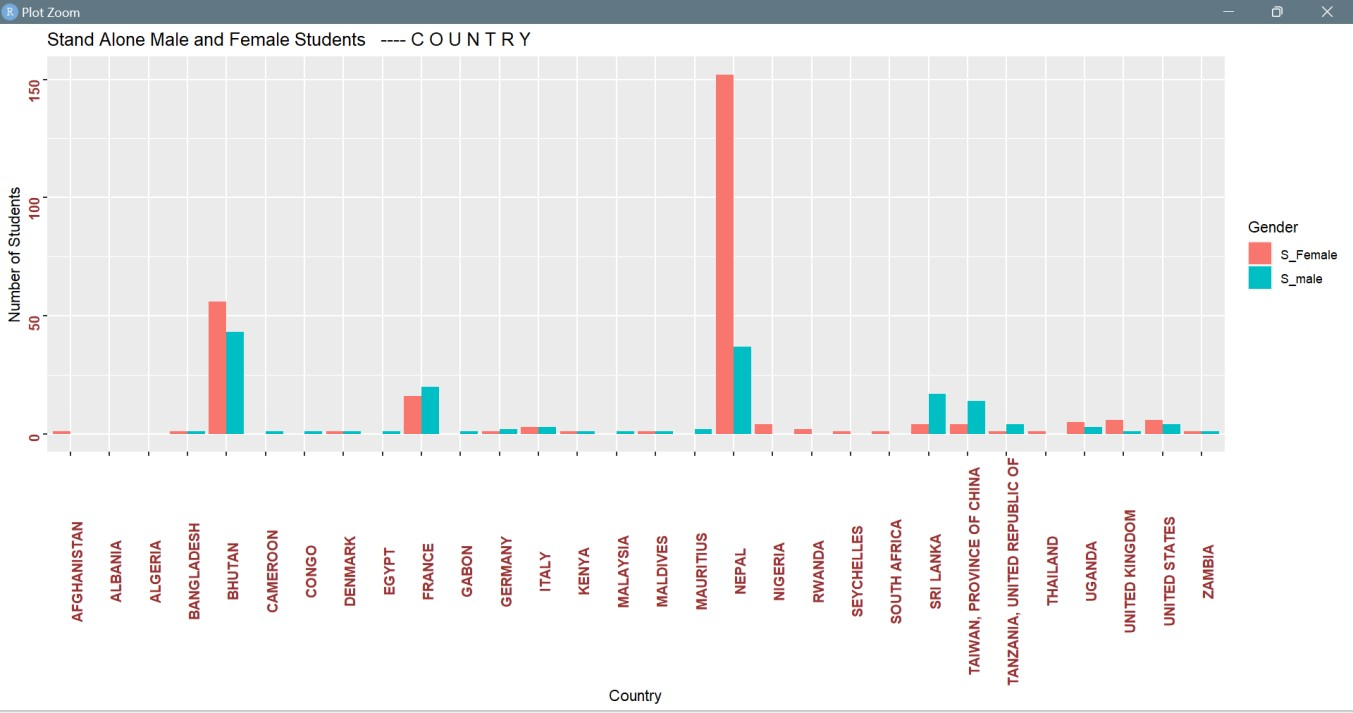 R Plot Zoom
Stand Alone Male and Female Students ---- C O U N T R Y
Number of Students
150
100
50
0
Gender
S_Female
S_male
AFGHANISTAN
ALBANIA
ALGERIA
BANGLADESH
BHUTAN
CAMEROON
CONGO
DENMARK
EGYPT
FRANCE
GABON
GERMANY
ITALY
KENYA
MALAYSIA
MALDIVES
MAURITIUS
NEPAL
NIGERIA
RWANDA
SEYCHELLES
SOUTH AFRICA
SRI LANKA
TAIWAN, PROVINCE OF CHINA
TANZANIA, UNITED REPUBLIC OF
THAILAND
UGANDA
UNITED KINGDOM
UNITED STATES
ZAMBIA
Country